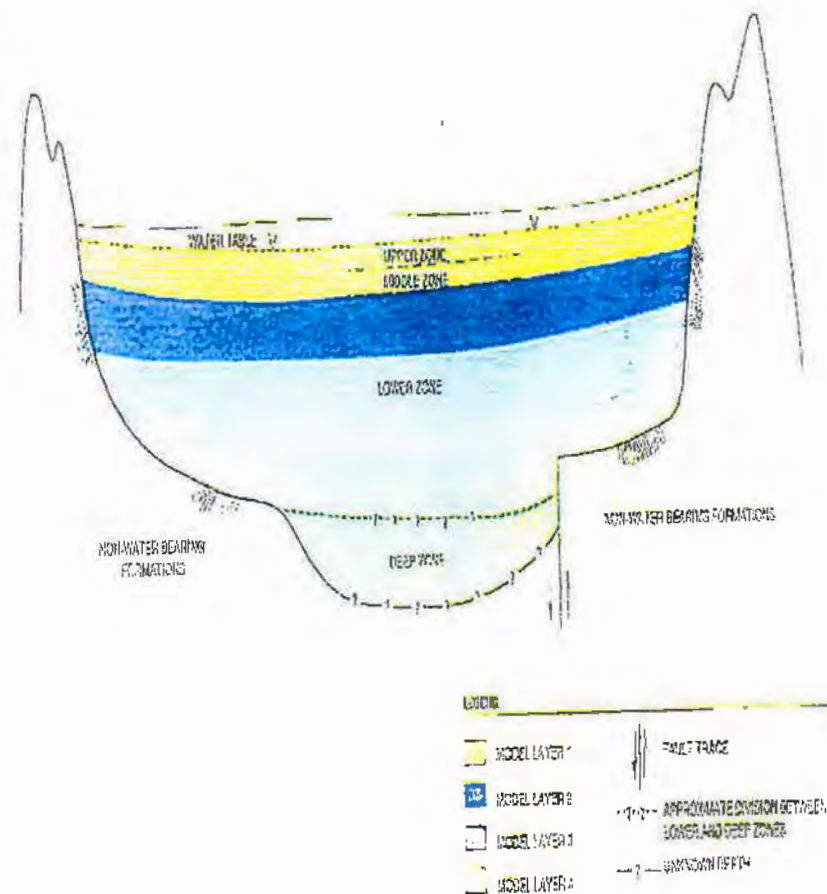 WATER TABLE
UPPER ZONE
MIDDLE ZONE
LOWER ZONE
NON-WATER BEARING FORMATIONS
NON-WATER BEARING
FORMATIONS
DEEP ZONE
LEGEND
MODEL LAYER 1
FAULT TRACE
MODEL LAYER 2
APPROXIMATE DIVISION BETWEEN
LOWER AND DEEP ZONES
MODEL LAYER 3
- ? - UNKNOWN DEPTH
MODEL LAYER 4